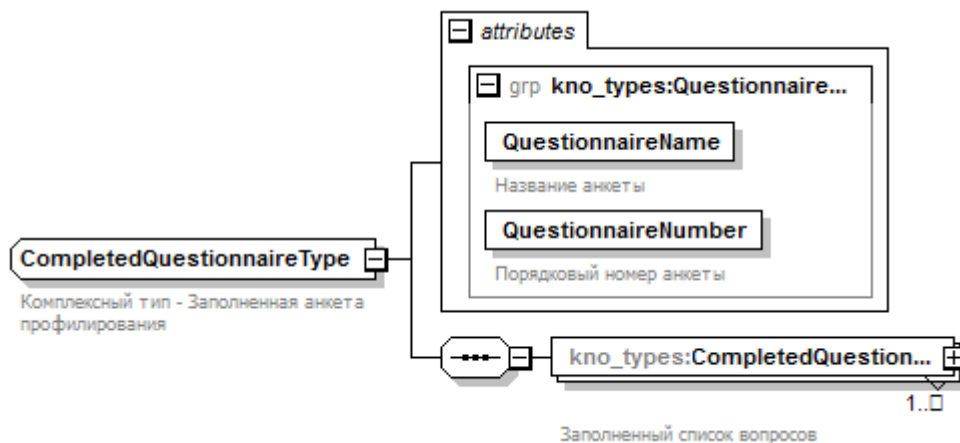 attributes
grp kno_types:Questionnaire...
QuestionnaireName
Название анкеты
QuestionnaireNumber
Порядковый номер анкеты
CompletedQuestionnaireType
Комплексный тип - Заполненная анкета
профилирования
kno_types:CompletedQuestion...
1..□
Заполненный список вопросов